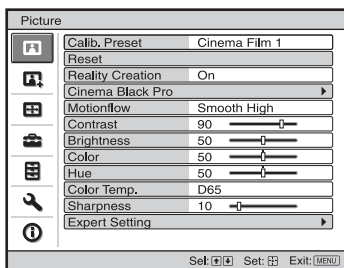 Picture
Calib. Preset Cinema Film 1
Reset
Reality Creation On
Cinema Black Pro
Motionflow Smooth High
Contrast 90
Brightness 50
Color 50
Hue 50
Color Temp. D65
Sharpness 10
Expert Setting
Sel: Set: Exit: MENU